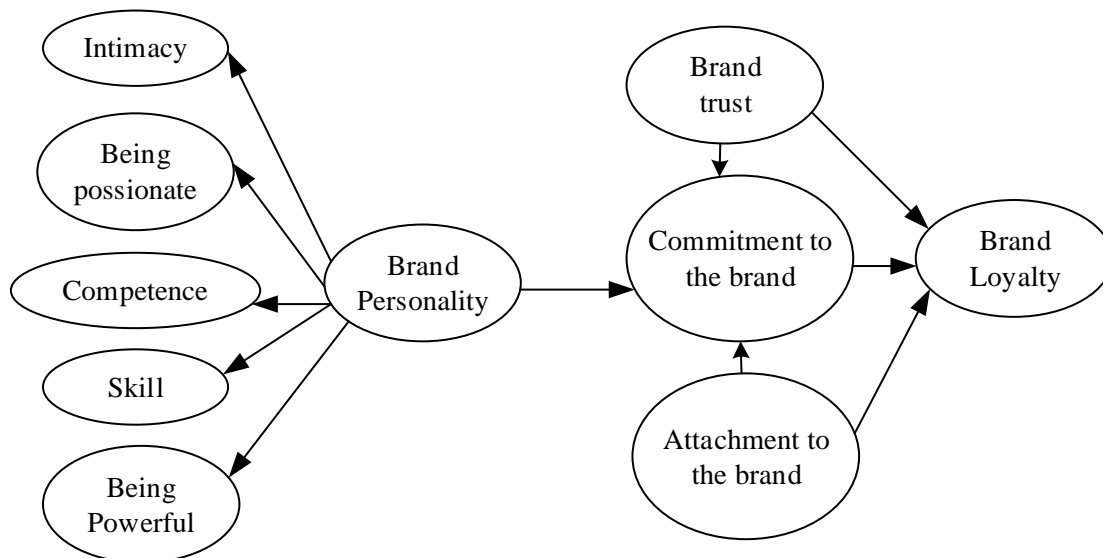 Intimacy
Being
possionate
Competence
Skill
Being
Powerful
Brand
Personality
Brand
trust
Commitment to
the brand
Attachment to
the brand
Brand
Loyalty